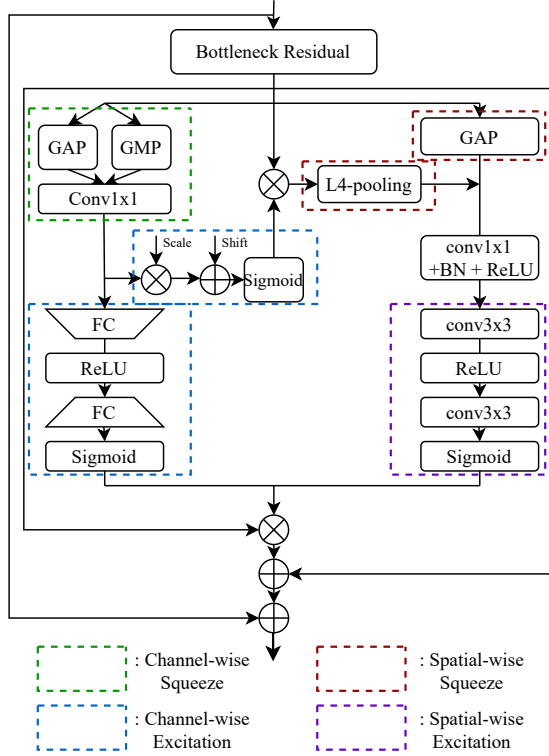 Bottleneck Residual
GAP
GMP
GAP
Conv1x1
L4-pooling
Scale
Shift
Sigmoid
conv1x1
+BN + ReLU
FC
ReLU
FC
Sigmoid
conv3x3
ReLU
conv3x3
Sigmoid
: Channel-wise
Squeeze
: Spatial-wise
Squeeze
: Channel-wise
Excitation
: Spatial-wise
Excitation